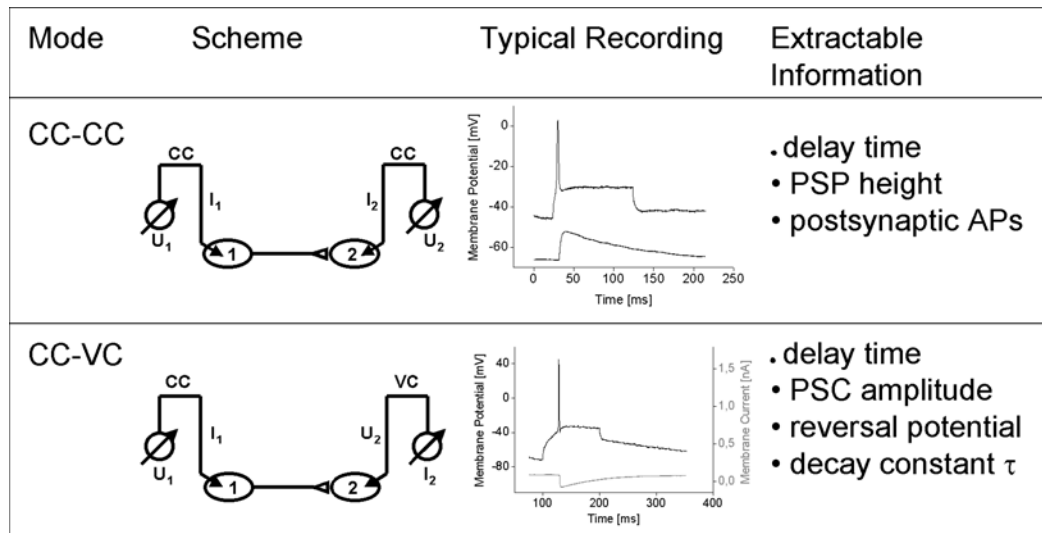 Mode Scheme Typical Recording Extractable
Information
CC-CC
CC CC
I1 I2
U1 U2
1 2
Membrane Potential [mV]
0
-20
-40
-60
0 50 100 150 200 250
Time [ms]
. delay time
• PSP height
• postsynaptic APs
CC-VC
CC VC
I1 U2
U1 I2
1 2
Membrane Potential [mV]
40
0
-40
-80
100 200 300 400
Time [ms]
1,5
1,0
0,5
0,0
Membrane Current [nA]
. delay time
• PSC amplitude
• reversal potential
• decay constant τ